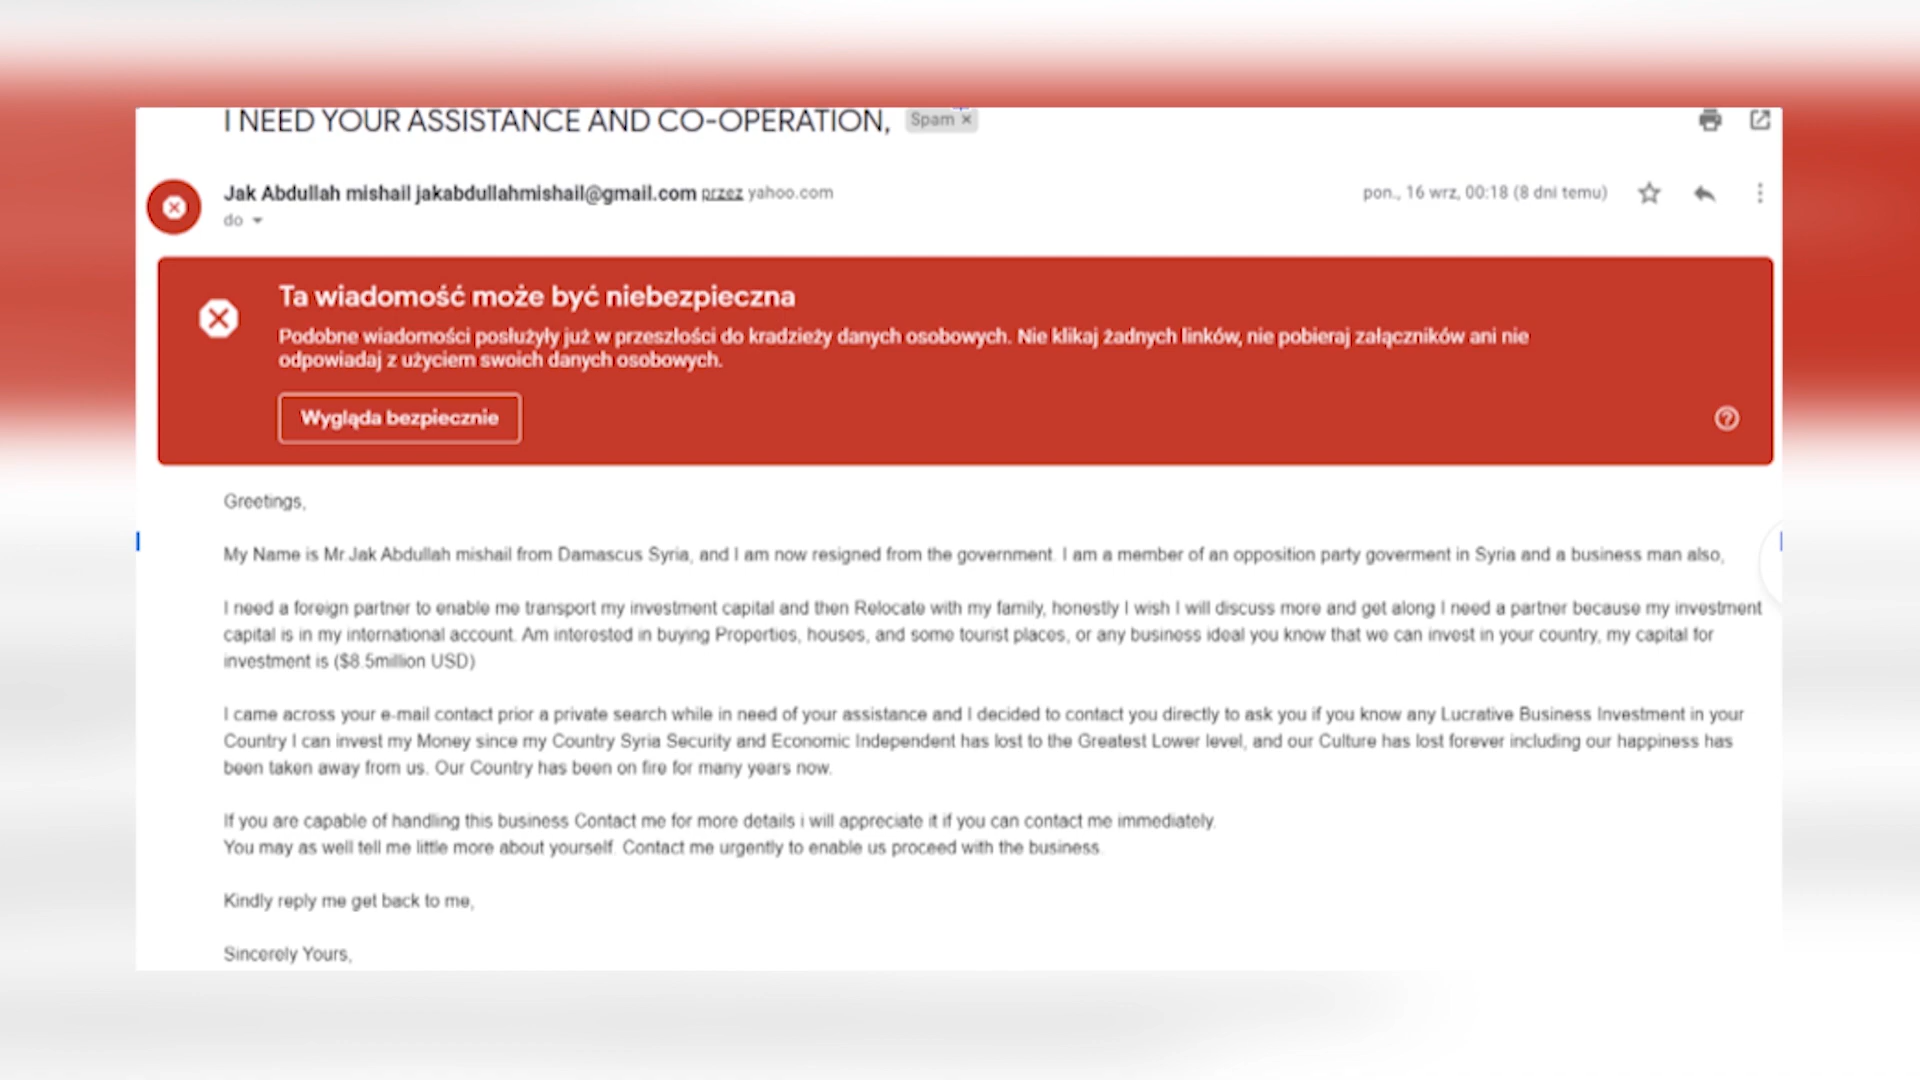 I NEED YOUR ASSISTANCE AND CO-OPERATION, Spam ×
Jak Abdullah mishail jakabdullahmishail@gmail.com przez yahoo.com pon., 16 wrz, 00:18 (8 dni temu)
do
Ta wiadomość może być niebezpieczna
Podobne wiadomości posłużyły już w przeszłości do kradzieży danych osobowych. Nie klikaj żadnych linków, nie pobieraj załączników ani nie
odpowiadaj z użyciem swoich danych osobowych.
Wygląda bezpiecznie
Greetings,
My Name is Mr.Jak Abdullah mishail from Damascus Syria, and I am now resigned from the government. I am a member of an opposition party goverment in Syria and a business man also,
I need a foreign partner to enable me transport my investment capital and then Relocate with my family, honestly I wish I will discuss more and get along I need a partner because my investment
capital is in my international account. Am interested in buying Properties, houses, and some tourist places, or any business ideal you know that we can invest in your country, my capital for
investment is ($8.5million USD)
I came across your e-mail contact prior a private search while in need of your assistance and I decided to contact you directly to ask you if you know any Lucrative Business Investment in your
Country I can invest my Money since my Country Syria Security and Economic Independent has lost to the Greatest Lower level, and our Culture has lost forever including our happiness has
been taken away from us. Our Country has been on fire for many years now.
If you are capable of handling this business Contact me for more details i will appreciate it if you can contact me immediately.
You may as well tell me little more about yourself. Contact me urgently to enable us proceed with the business.
Kindly reply me get back to me,
Sincerely Yours,